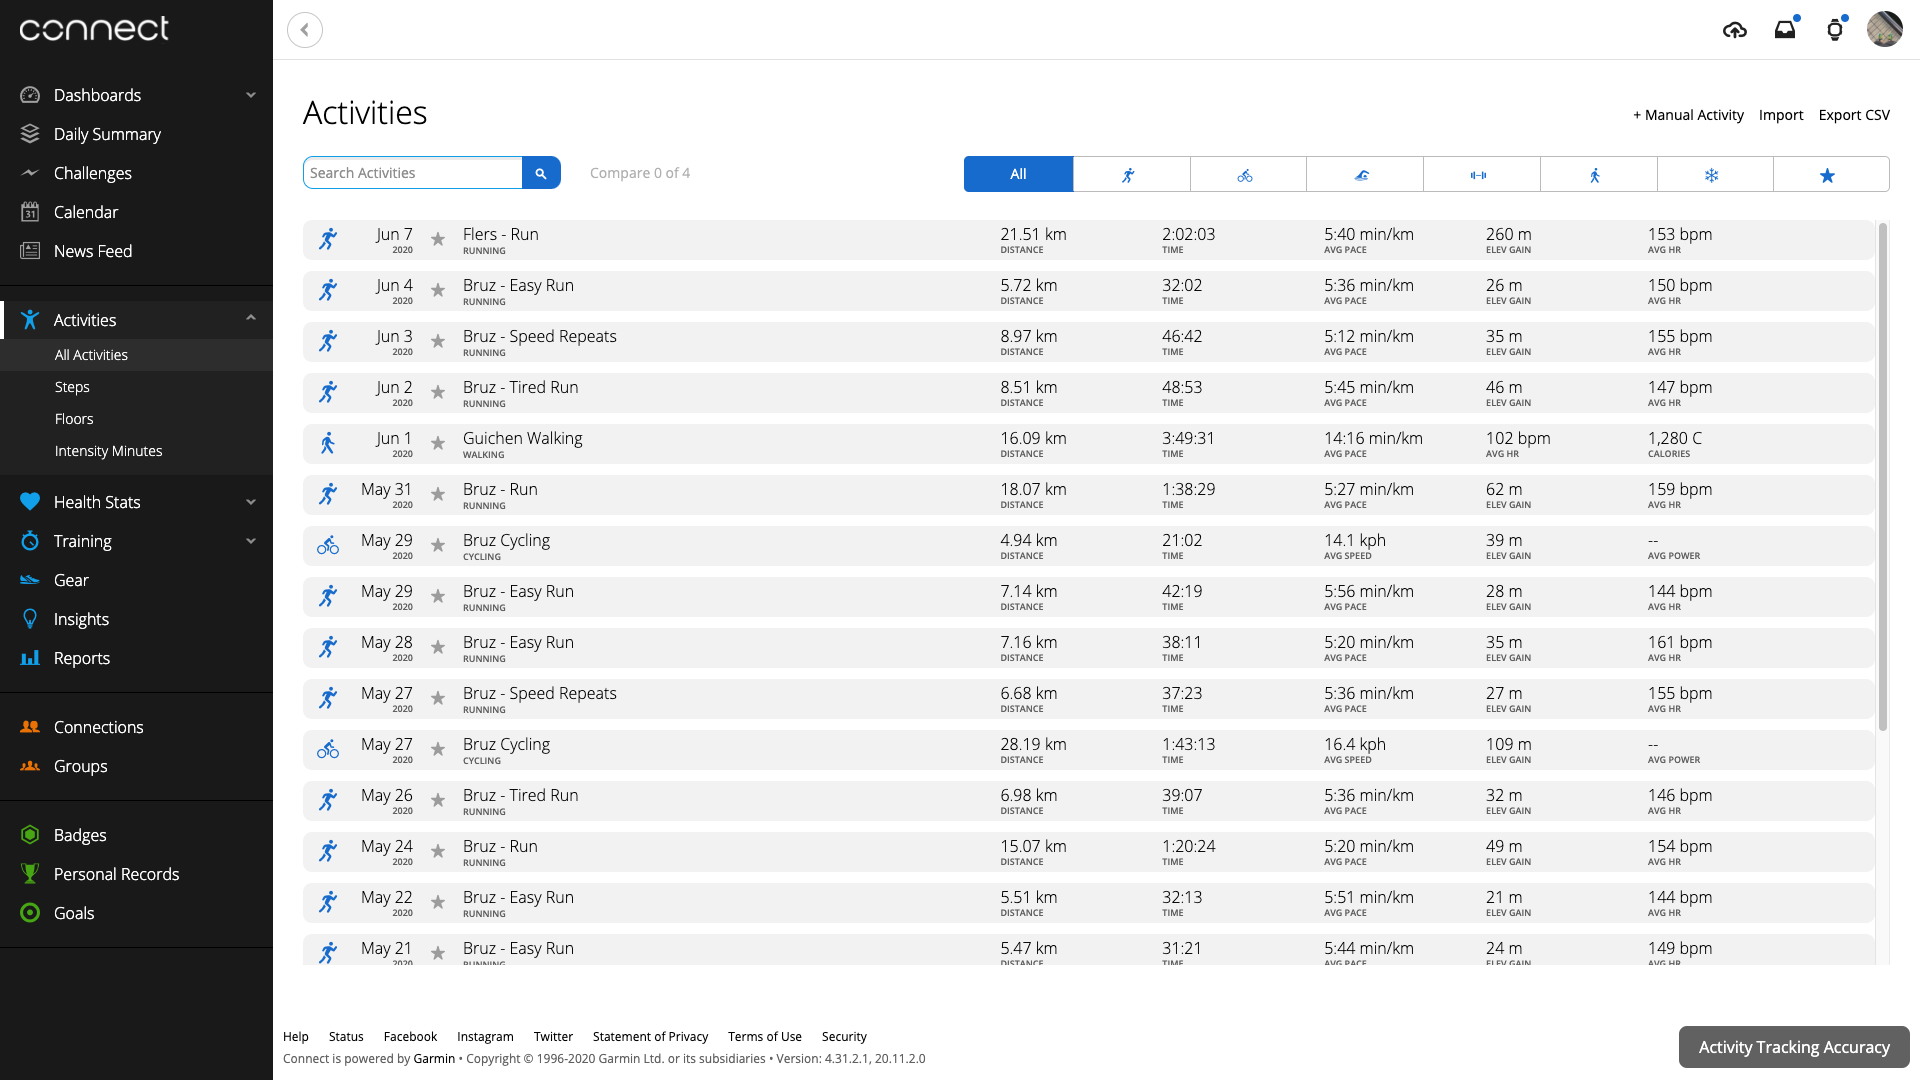 connect
Dashboards
Daily Summary
Challenges
31 Calendar
News Feed
Activities
All Activities
Steps
Floors
Intensity Minutes
Health Stats
Training
Gear
Insights
Reports
Connections
Groups
Badges
Personal Records
Goals
Activities
+ Manual Activity Import Export CSV
Search Activities Compare 0 of 4 All
Jun 7 Flers - Run 21.51 km 2:02:03 5:40 min/km 260 m 153 bpm
2020 RUNNING DISTANCE TIME AVG PACE ELEV GAIN AVG HR
Jun 4 Bruz - Easy Run 5.72 km 32:02 5:36 min/km 26 m 150 bpm
2020 RUNNING DISTANCE TIME AVG PACE ELEV GAIN AVG HR
Jun 3 Bruz - Speed Repeats 8.97 km 46:42 5:12 min/km 35 m 155 bpm
2020 RUNNING DISTANCE TIME AVG PACE ELEV GAIN AVG HR
Jun 2 Bruz - Tired Run 8.51 km 48:53 5:45 min/km 46 m 147 bpm
2020 RUNNING DISTANCE TIME AVG PACE ELEV GAIN AVG HR
Jun 1 Guichen Walking 16.09 km 3:49:31 14:16 min/km 102 bpm 1,280 C
2020 WALKING DISTANCE TIME AVG PACE AVG HR CALORIES
May 31 Bruz - Run 18.07 km 1:38:29 5:27 min/km 62 m 159 bpm
2020 RUNNING DISTANCE TIME AVG PACE ELEV GAIN AVG HR
May 29 Bruz Cycling 4.94 km 21:02 14.1 kph 39 m --
2020 CYCLING DISTANCE TIME AVG SPEED ELEV GAIN AVG POWER
May 29 Bruz - Easy Run 7.14 km 42:19 5:56 min/km 28 m 144 bpm
2020 RUNNING DISTANCE TIME AVG PACE ELEV GAIN AVG HR
May 28 Bruz - Easy Run 7.16 km 38:11 5:20 min/km 35 m 161 bpm
2020 RUNNING DISTANCE TIME AVG PACE ELEV GAIN AVG HR
May 27 Bruz - Speed Repeats 6.68 km 37:23 5:36 min/km 27 m 155 bpm
2020 RUNNING DISTANCE TIME AVG PACE ELEV GAIN AVG HR
May 27 Bruz Cycling 28.19 km 1:43:13 16.4 kph 109 m --
2020 CYCLING DISTANCE TIME AVG SPEED ELEV GAIN AVG POWER
May 26 Bruz - Tired Run 6.98 km 39:07 5:36 min/km 32 m 146 bpm
2020 RUNNING DISTANCE TIME AVG PACE ELEV GAIN AVG HR
May 24 Bruz - Run 15.07 km 1:20:24 5:20 min/km 49 m 154 bpm
2020 RUNNING DISTANCE TIME AVG PACE ELEV GAIN AVG HR
May 22 Bruz - Easy Run 5.51 km 32:13 5:51 min/km 21 m 144 bpm
2020 RUNNING DISTANCE TIME AVG PACE ELEV GAIN AVG HR
May 21 Bruz - Easy Run 5.47 km 31:21 5:44 min/km 24 m 149 bpm
2020 RUNNING DISTANCE TIME AVG PACE ELEV GAIN AVG HR
Help Status Facebook Instagram Twitter Statement of Privacy Terms of Use Security
Connect is powered by Garmin • Copyright © 1996-2020 Garmin Ltd. or its subsidiaries • Version: 4.31.2.1, 20.11.2.0
Activity Tracking Accuracy